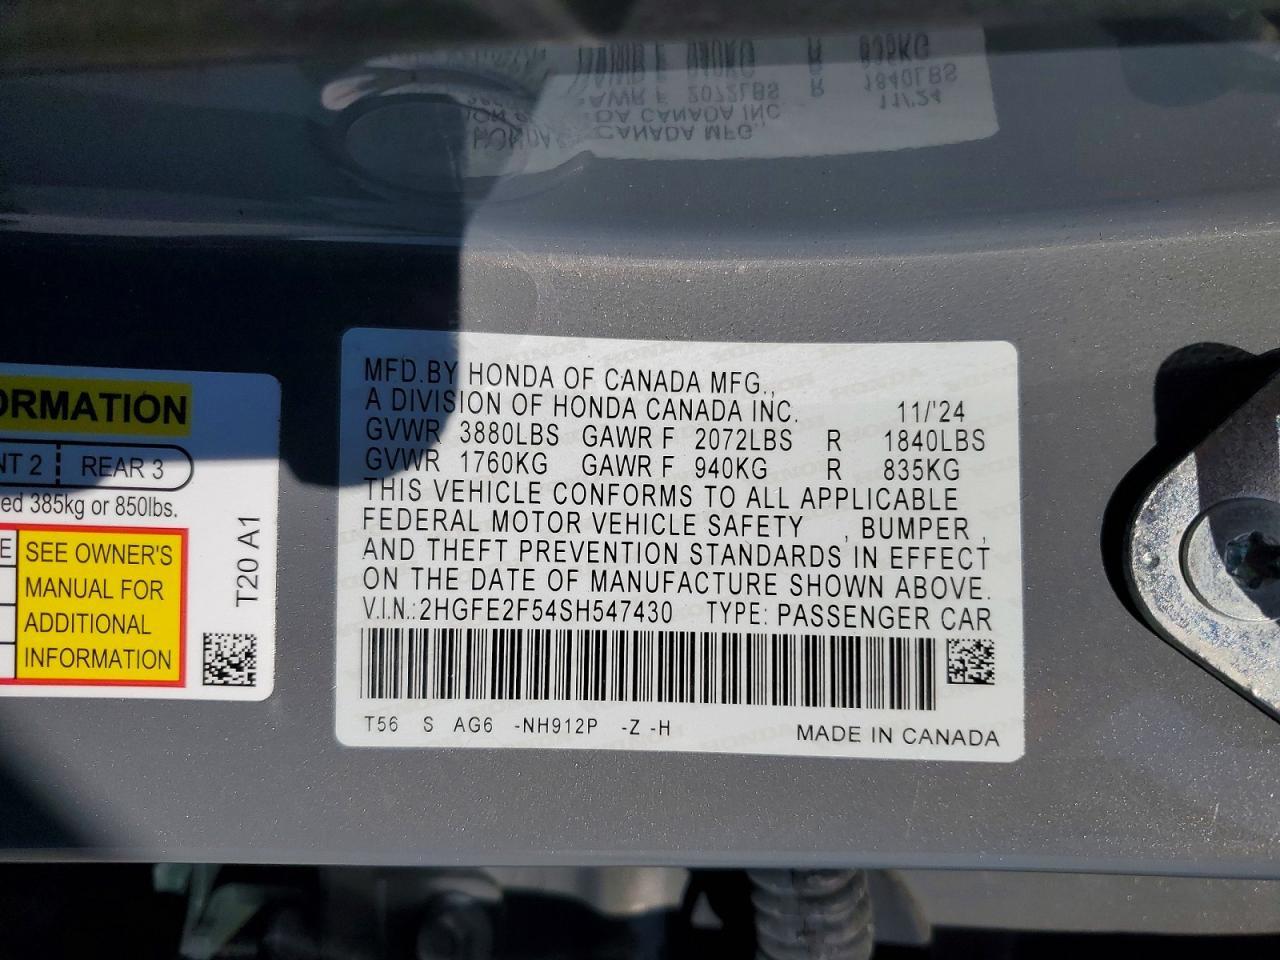 MFD.BY HONDA OF CANADA MFG.,
A DIVISION OF HONDA CANADA INC. 11/'24
GVWR 3880LBS GAWR F 2072LBS R 1840LBS
GVWR 1760KG GAWR F 940KG R 835KG
THIS VEHICLE CONFORMS TO ALL APPLICABLE
FEDERAL MOTOR VEHICLE SAFETY , BUMPER ,
AND THEFT PREVENTION STANDARDS IN EFFECT
ON THE DATE OF MANUFACTURE SHOWN ABOVE.
V.I.N.:2HGFE2F54SH547430 TYPE: PASSENGER CAR
T56 S AG6 -NH912P -Z -H
MADE IN CANADA
ORMATION
NT 2 REAR 3
ed 385kg or 850lbs.
E
SEE OWNER'S
MANUAL FOR
ADDITIONAL
INFORMATION
T20 A1